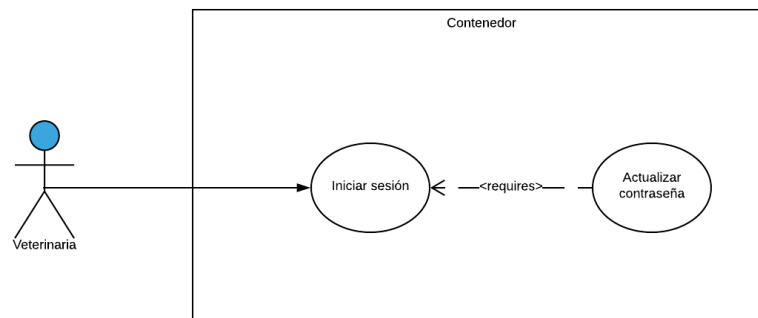 Contenedor
Iniciar sesión
<requires>
Actualizar
contraseña
Veterinaria